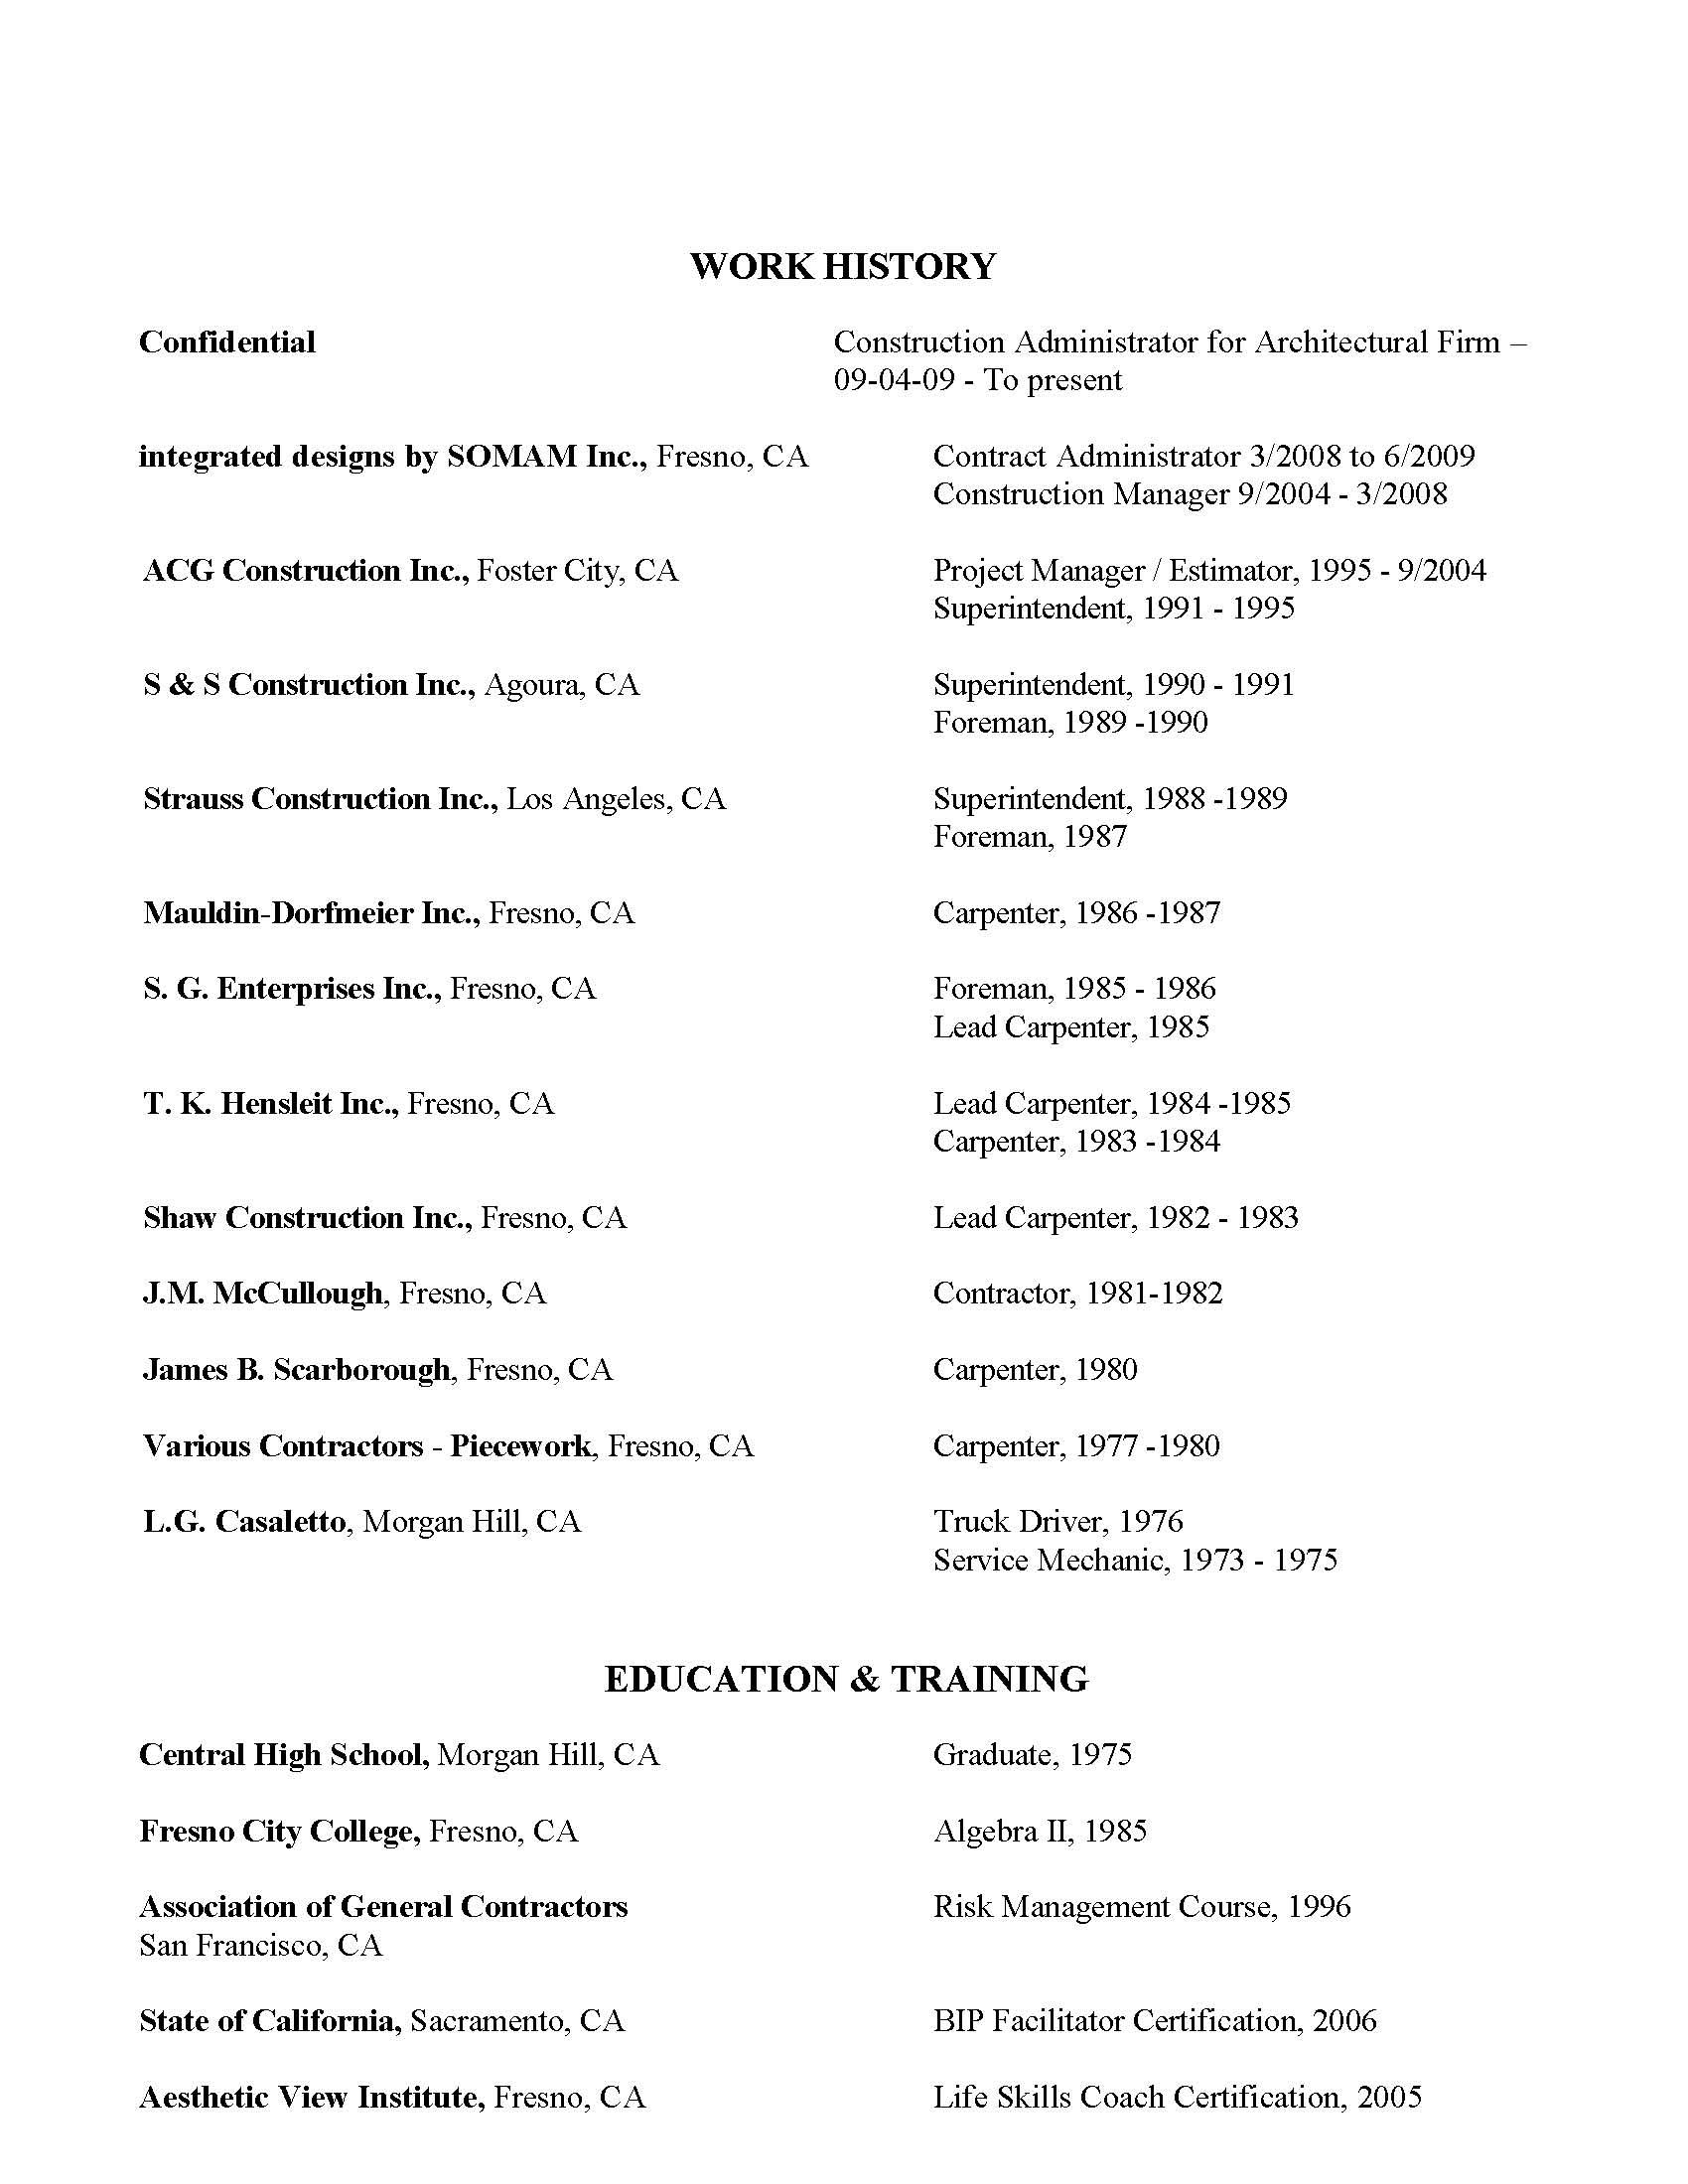 WORK HISTORY
Confidential Construction Administrator for Architectural Firm –
09-04-09 - To present
integrated designs by SOMAM Inc., Fresno, CA Contract Administrator 3/2008 to 6/2009
Construction Manager 9/2004 - 3/2008
ACG Construction Inc., Foster City, CA Project Manager / Estimator, 1995 - 9/2004
Superintendent, 1991 - 1995
S & S Construction Inc., Agoura, CA Superintendent, 1990 - 1991
Foreman, 1989 -1990
Strauss Construction Inc., Los Angeles, CA Superintendent, 1988 -1989
Foreman, 1987
Mauldin-Dorfmeier Inc., Fresno, CA Carpenter, 1986 -1987
S. G. Enterprises Inc., Fresno, CA Foreman, 1985 - 1986
Lead Carpenter, 1985
T. K. Hensleit Inc., Fresno, CA Lead Carpenter, 1984 -1985
Carpenter, 1983 -1984
Shaw Construction Inc., Fresno, CA Lead Carpenter, 1982 - 1983
J.M. McCullough, Fresno, CA Contractor, 1981-1982
James B. Scarborough, Fresno, CA Carpenter, 1980
Various Contractors - Piecework, Fresno, CA Carpenter, 1977 -1980
L.G. Casaletto, Morgan Hill, CA Truck Driver, 1976
Service Mechanic, 1973 - 1975
EDUCATION & TRAINING
Central High School, Morgan Hill, CA Graduate, 1975
Fresno City College, Fresno, CA Algebra II, 1985
Association of General Contractors Risk Management Course, 1996
San Francisco, CA
State of California, Sacramento, CA BIP Facilitator Certification, 2006
Aesthetic View Institute, Fresno, CA Life Skills Coach Certification, 2005